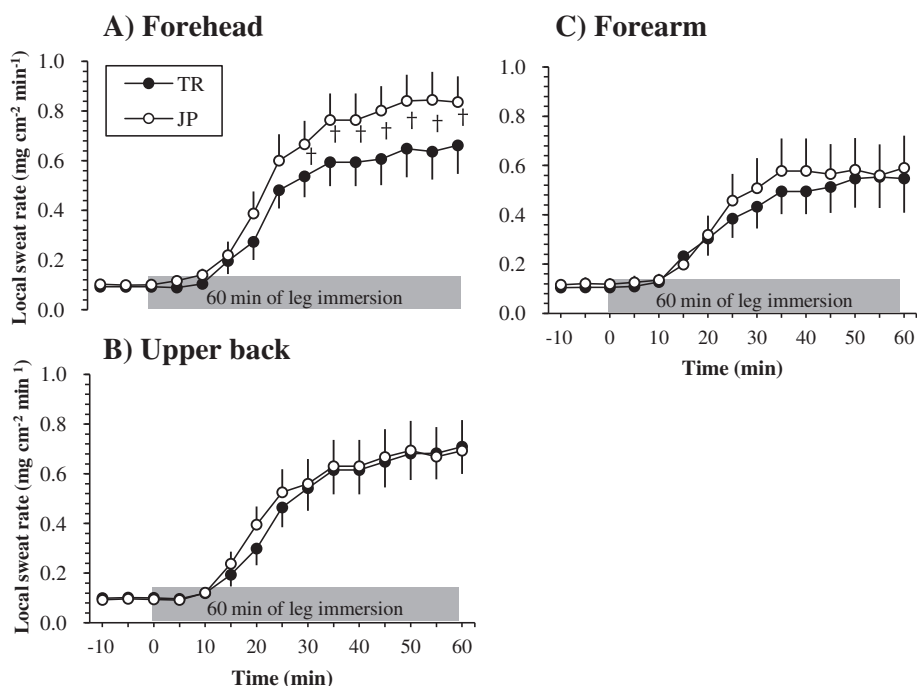 A) Forehead
Local sweat rate (mg cm-2 min-1)
1.0
0.8
0.6
0.4
0.2
0.0
TR
JP
† † † † † † †
60 min of leg immersion
B) Upper back
Local sweat rate (mg cm-2 min-1)
1.0
0.8
0.6
0.4
0.2
0.0
60 min of leg immersion
-10 0 10 20 30 40 50 60
Time (min)
C) Forearm
1.0
0.8
0.6
0.4
0.2
0.0
60 min of leg immersion
-10 0 10 20 30 40 50 60
Time (min)